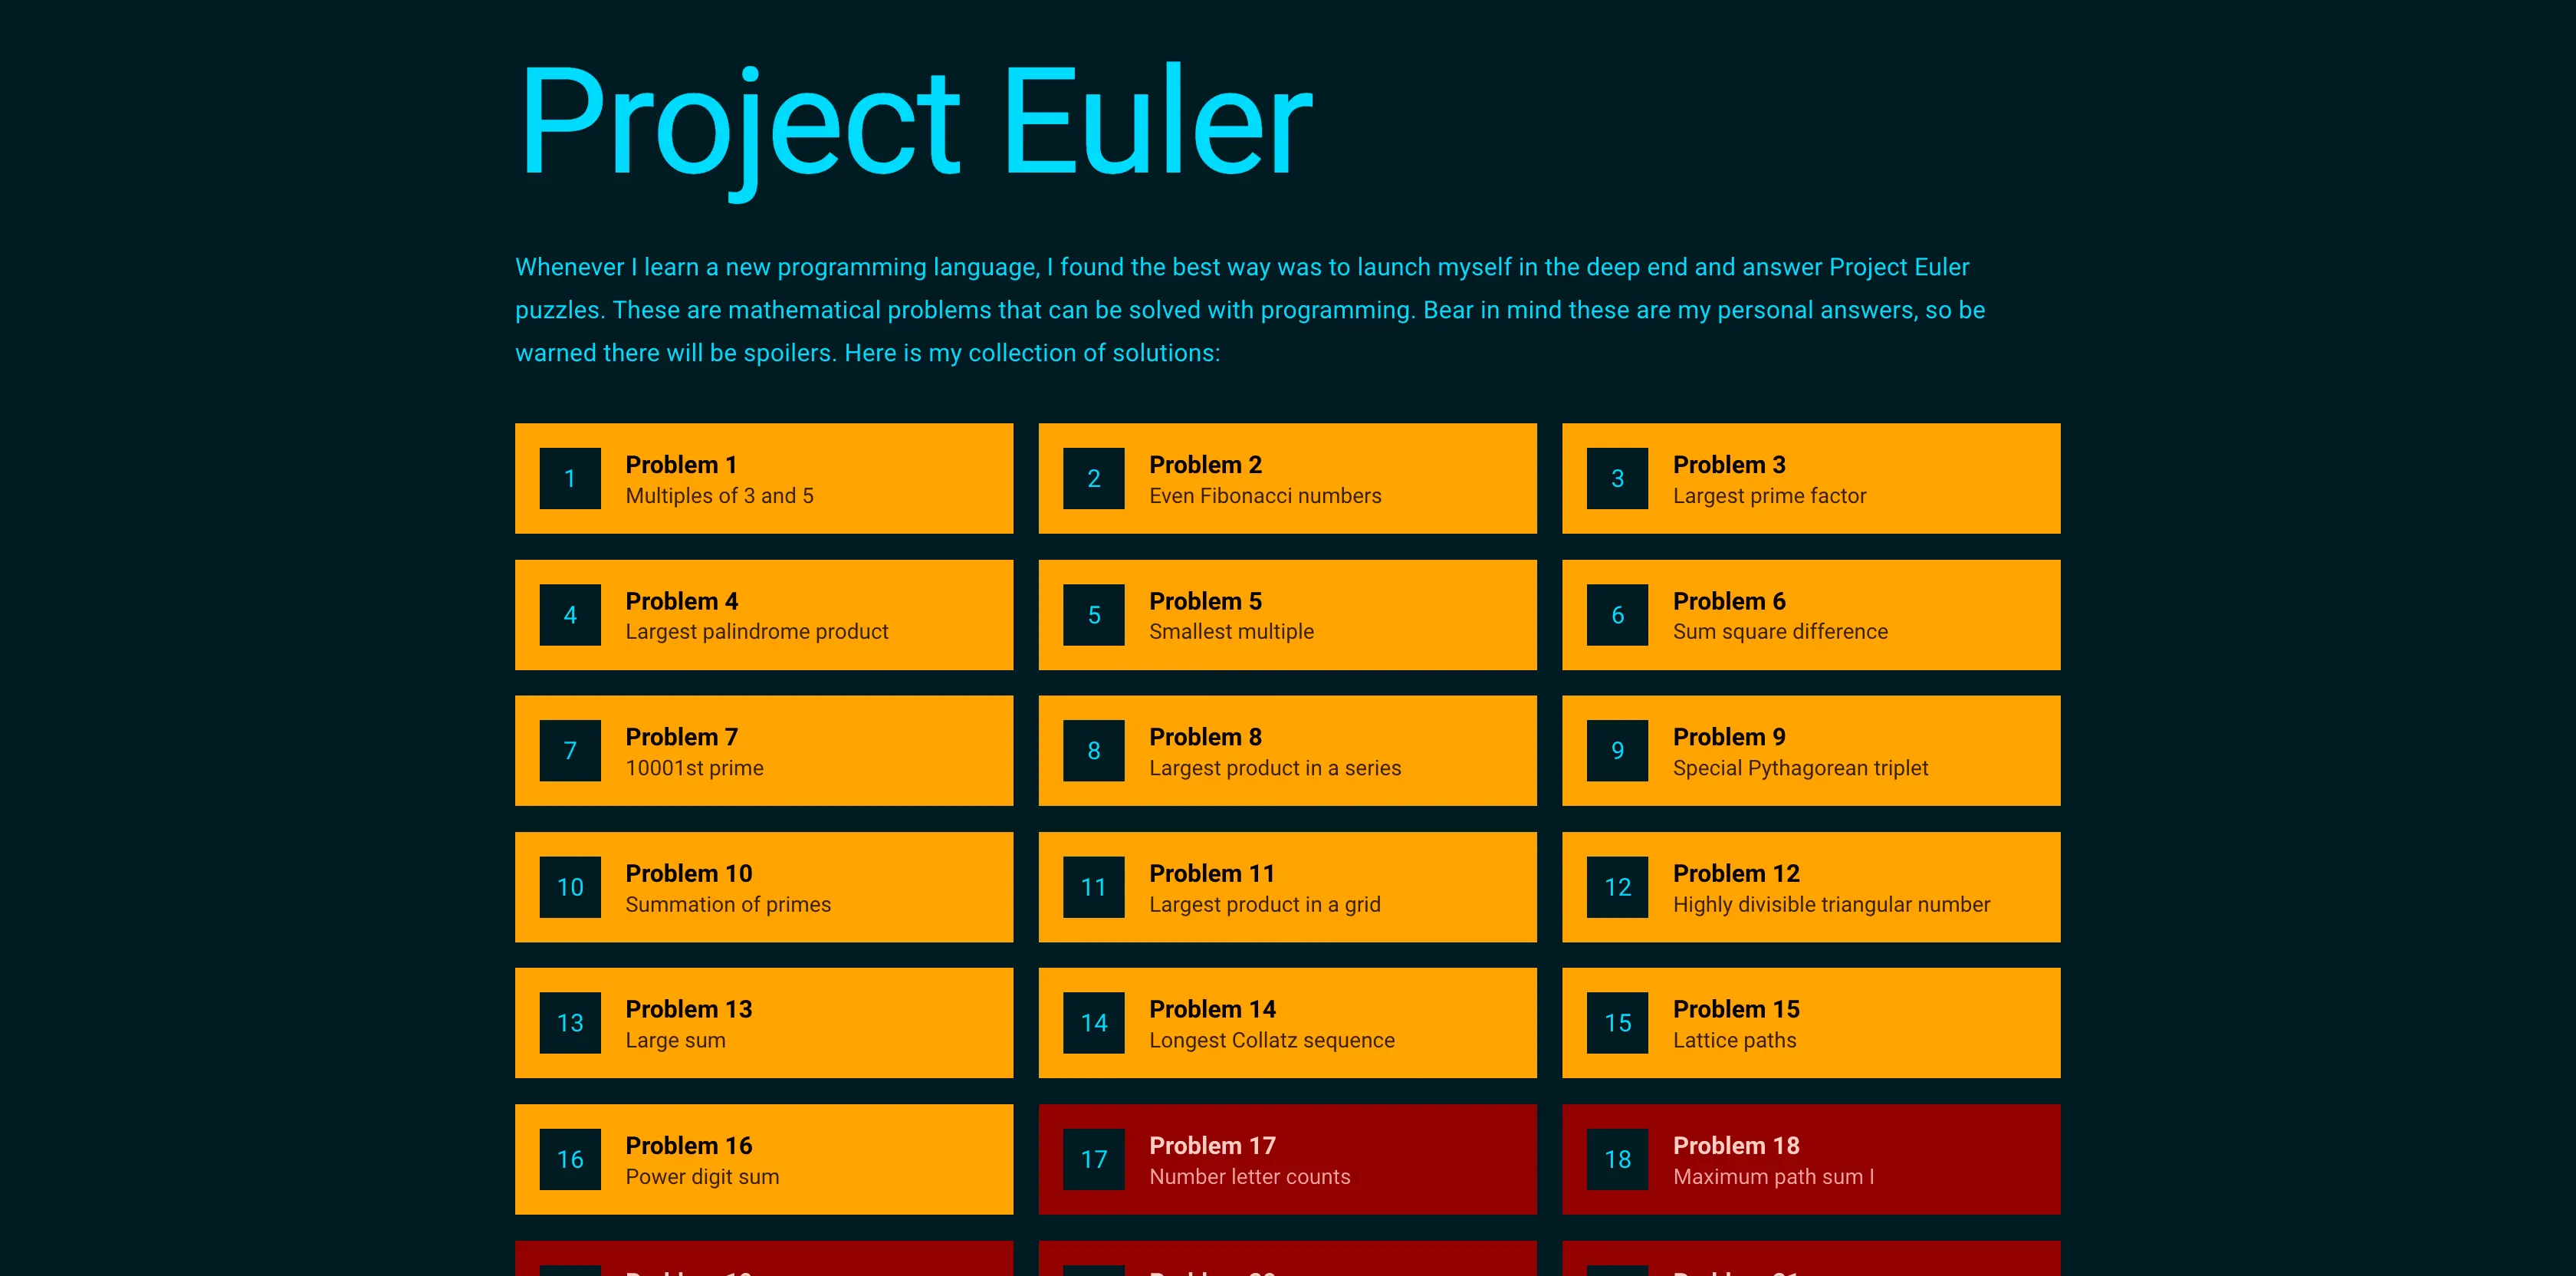 Project Euler
Whenever I learn a new programming language, I found the best way was to launch myself in the deep end and answer Project Euler
puzzles. These are mathematical problems that can be solved with programming. Bear in mind these are my personal answers, so be
warned there will be spoilers. Here is my collection of solutions:
1
Problem 1
Multiples of 3 and 5
2
Problem 2
Even Fibonacci numbers
3
Problem 3
Largest prime factor
4
Problem 4
Largest palindrome product
5
Problem 5
Smallest multiple
6
Problem 6
Sum square difference
7
Problem 7
10001st prime
8
Problem 8
Largest product in a series
9
Problem 9
Special Pythagorean triplet
10
Problem 10
Summation of primes
11
Problem 11
Largest product in a grid
12
Problem 12
Highly divisible triangular number
13
Problem 13
Large sum
14
Problem 14
Longest Collatz sequence
15
Problem 15
Lattice paths
16
Problem 16
Power digit sum
17
Problem 17
Number letter counts
18
Problem 18
Maximum path sum I